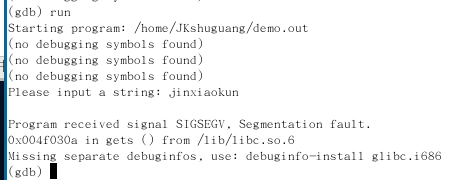 (gdb) run
Starting program: /home/JKshuguang/demo.out
(no debugging symbols found)
(no debugging symbols found)
(no debugging symbols found)
Please input a string: jinxiaokun
Program received signal SIGSEGV, Segmentation fault.
0x004f030a in gets () from /lib/libc.so.6
Missing separate debuginfos, use: debuginfo-install glibc.i686
(gdb)